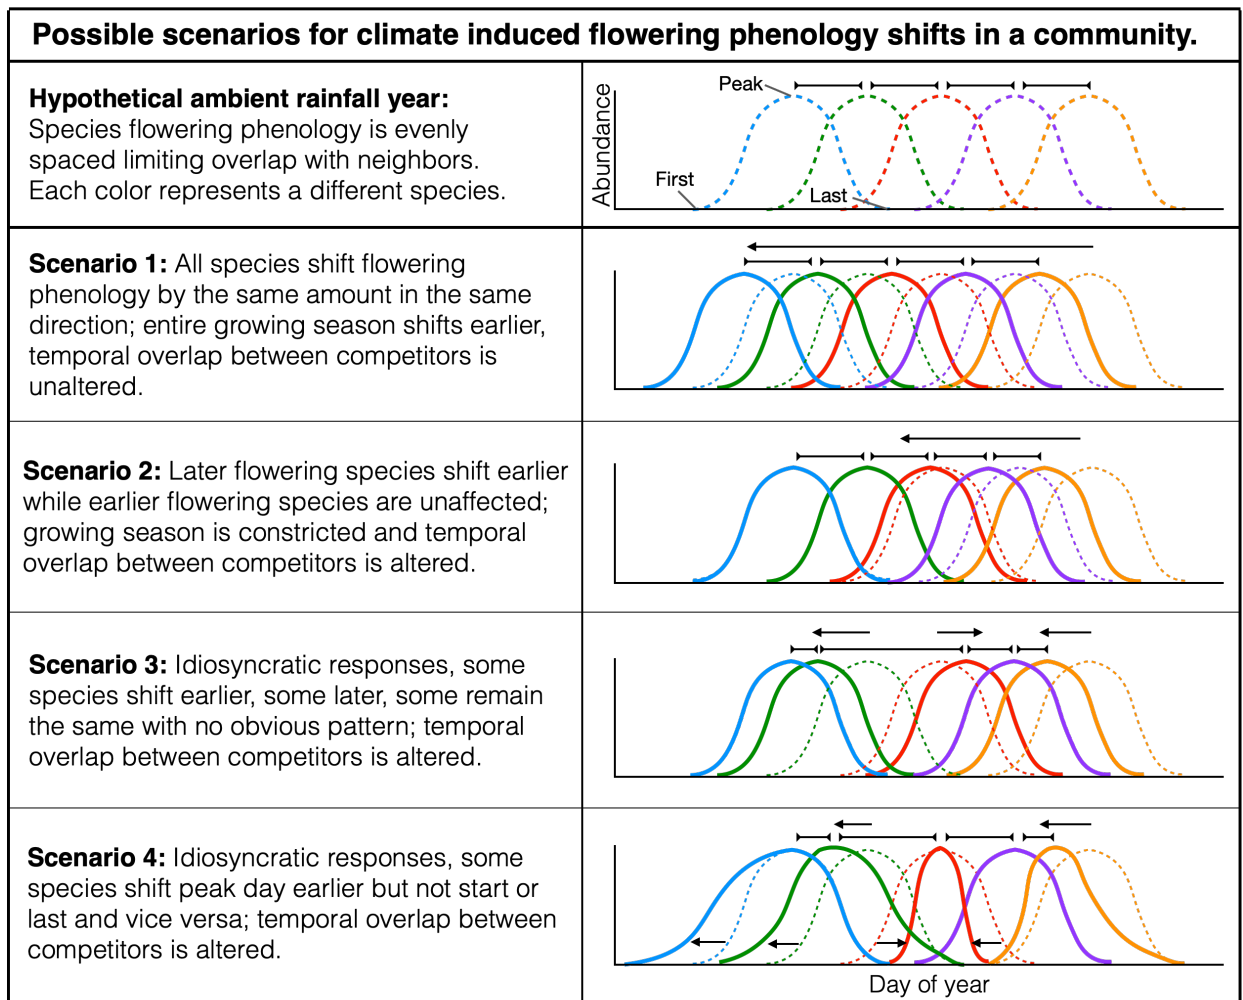 Possible scenarios for climate induced flowering phenology shifts in a community.
Hypothetical ambient rainfall year:
Species flowering phenology is evenly
spaced limiting overlap with neighbors.
Each color represents a different species.
Abundance
Peak
First
Last
Scenario 1: All species shift flowering
phenology by the same amount in the same
direction; entire growing season shifts earlier,
temporal overlap between competitors is
unaltered.
Scenario 2: Later flowering species shift earlier
while earlier flowering species are unaffected;
growing season is constricted and temporal
overlap between competitors is altered.
Scenario 3: Idiosyncratic responses, some
species shift earlier, some later, some remain
the same with no obvious pattern; temporal
overlap between competitors is altered.
Scenario 4: Idiosyncratic responses, some
species shift peak day earlier but not start or
last and vice versa; temporal overlap between
competitors is altered.
Day of year